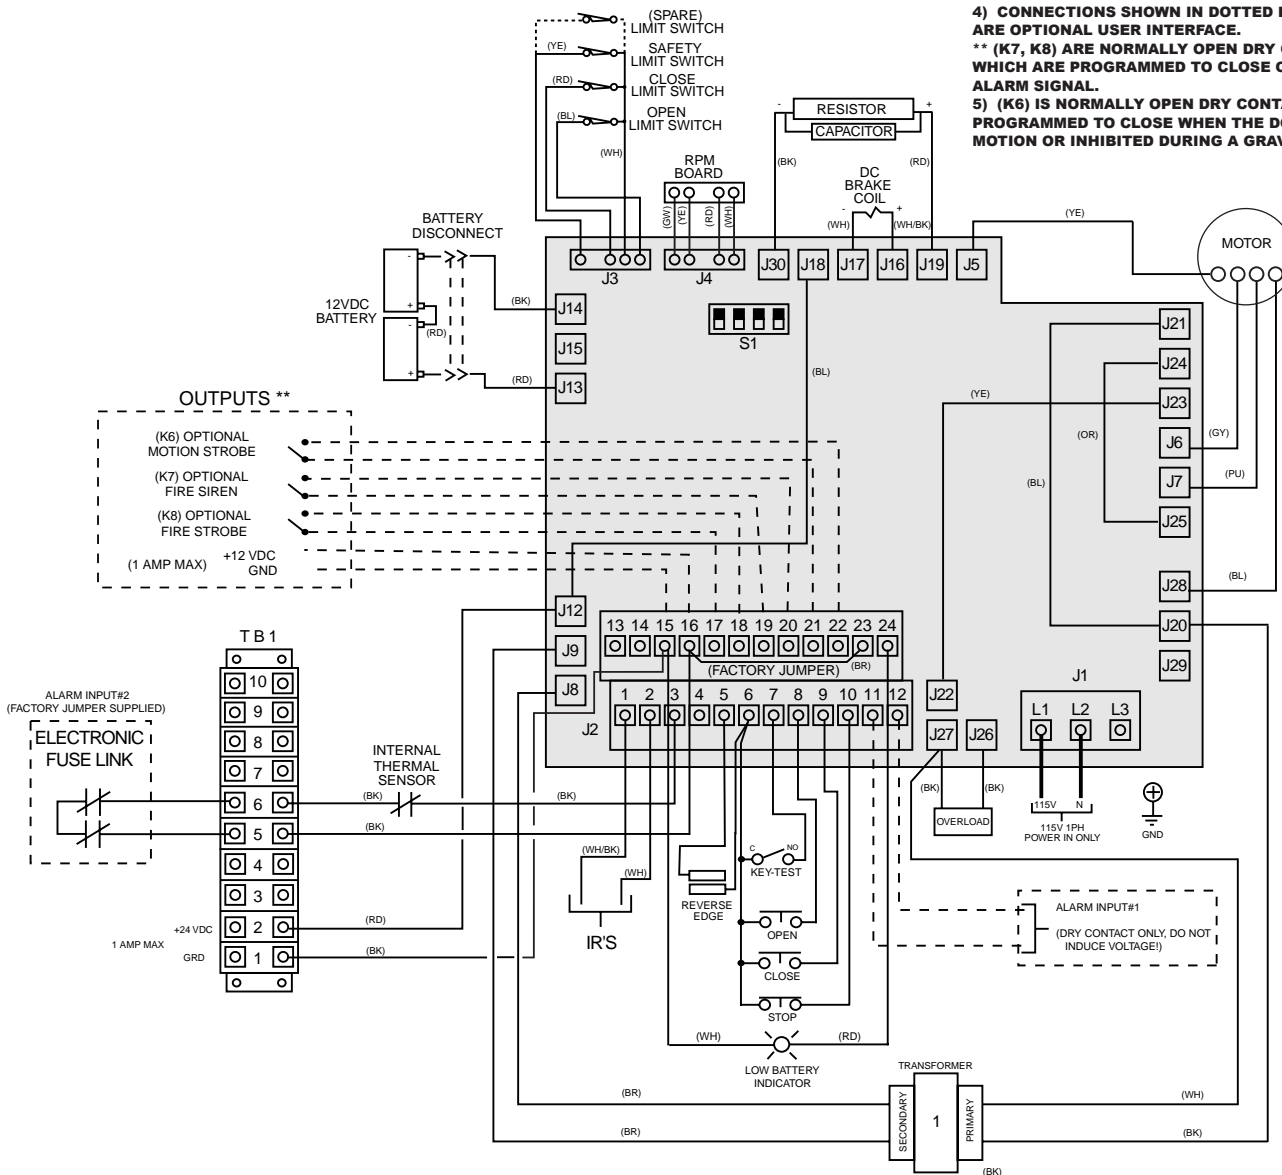 4) CONNECTIONS SHOWN IN DOTTED
ARE OPTIONAL USER INTERFACE.
** (K7, K8) ARE NORMALLY OPEN DRY
WHICH ARE PROGRAMMED TO CLOSE
ALARM SIGNAL.
5) (K6) IS NORMALLY OPEN DRY
PROGRAMMED TO CLOSE WHEN THE
MOTION OR INHIBITED DURING A
(SPARE)
LIMIT SWITCH
(YE)
SAFETY
LIMIT SWITCH
(RD)
CLOSE
LIMIT SWITCH
(BL)
OPEN
LIMIT SWITCH
(WH)
RPM
BOARD
(GW) (YE) (RD) (WH)
- RESISTOR +
CAPACITOR
(BK) (RD)
DC
BRAKE
COIL
- +
(WH) (WH/BK)
(YE)
MOTOR
BATTERY
DISCONNECT
12VDC
BATTERY
- +
- +
(RD)
(BK)
(RD)
J3 J4 J30 J18 J17 J16 J19 J5
J14
J15
J13
S1
(BL)
J21
J24
J23
J6
J7
J25
J28
J20
J29
(YE)
(OR)
(BL)
(GY)
(PU)
(BL)
OUTPUTS **
(K6) OPTIONAL
MOTION STROBE
(K7) OPTIONAL
FIRE SIREN
(K8) OPTIONAL
FIRE STROBE
(1 AMP MAX) +12 VDC
GND
J12
J9
J8
13 14 15 16 17 18 19 20 21 22 23 24
(FACTORY JUMPER) (BR)
1 2 3 4 5 6 7 8 9 10 11 12
J2
J22
J27 J26
J1
L1 L2 L3
(BK) (BK)
OVERLOAD
115V N
115V 1PH
POWER IN ONLY
GND
TB1
10
9
8
7
6
5
4
3
2
1
ALARM INPUT#2
(FACTORY JUMPER SUPPLIED)
ELECTRONIC
FUSE LINK
INTERNAL
THERMAL
SENSOR
(BK) (BK)
(BK)
+24 VDC
1 AMP MAX
GRD
(RD)
(BK)
(WH/BK)
(WH)
IR'S
REVERSE
EDGE
C NO
KEY-TEST
OPEN
CLOSE
STOP
(WH) (RD)
LOW BATTERY
INDICATOR
ALARM INPUT#1
(DRY CONTACT ONLY, DO NOT
INDUCE VOLTAGE!)
TRANSFORMER
SECONDARY
1
PRIMARY
(BR)
(BR)
(WH)
(BK)
(BK)